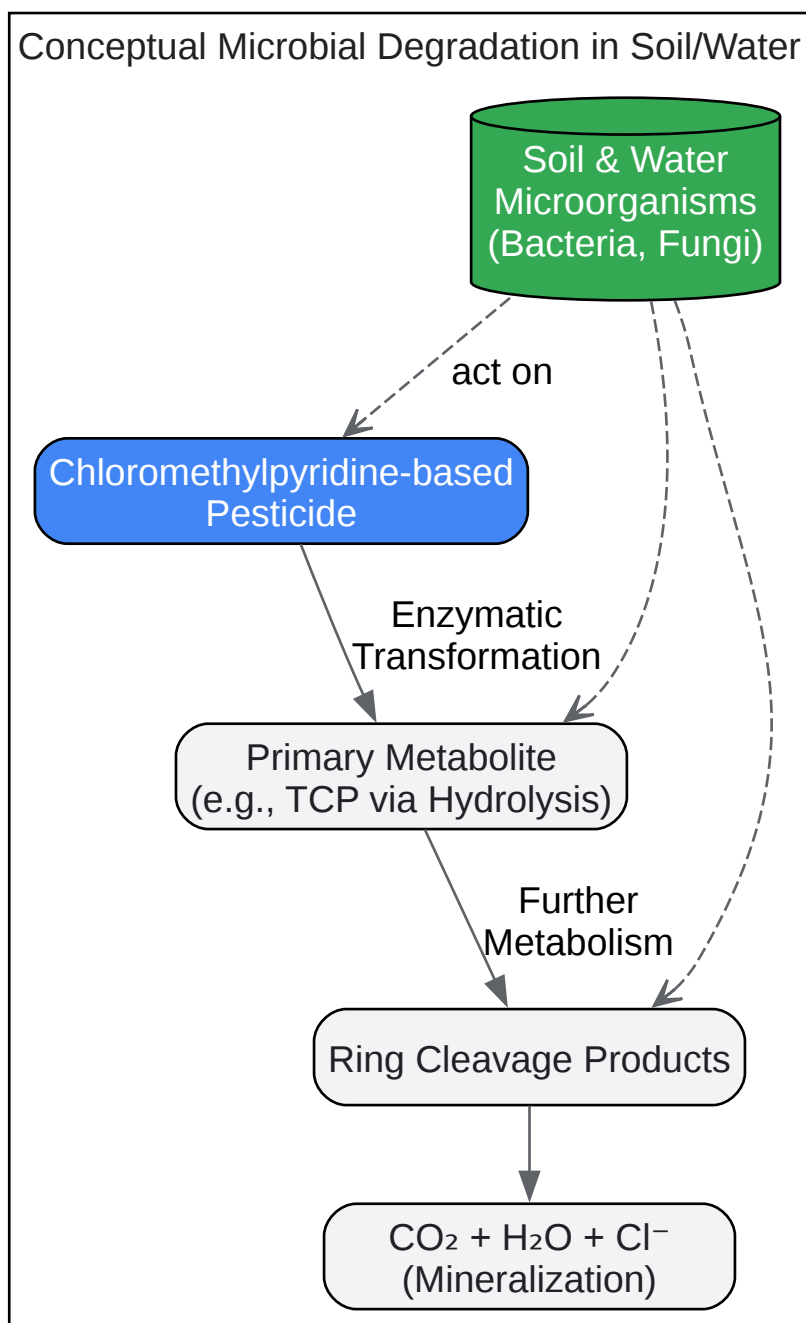 Conceptual Microbial Degradation in Soil/Water
Soil & Water
Microorganisms
(Bacteria, Fungi)
act on
Chloromethylpyridine-based
Pesticide
Enzymatic
Transformation
Primary Metabolite
(e.g., TCP via Hydrolysis)
Further
Metabolism
Ring Cleavage Products
CO₂ + H₂O + Cl⁻
(Mineralization)